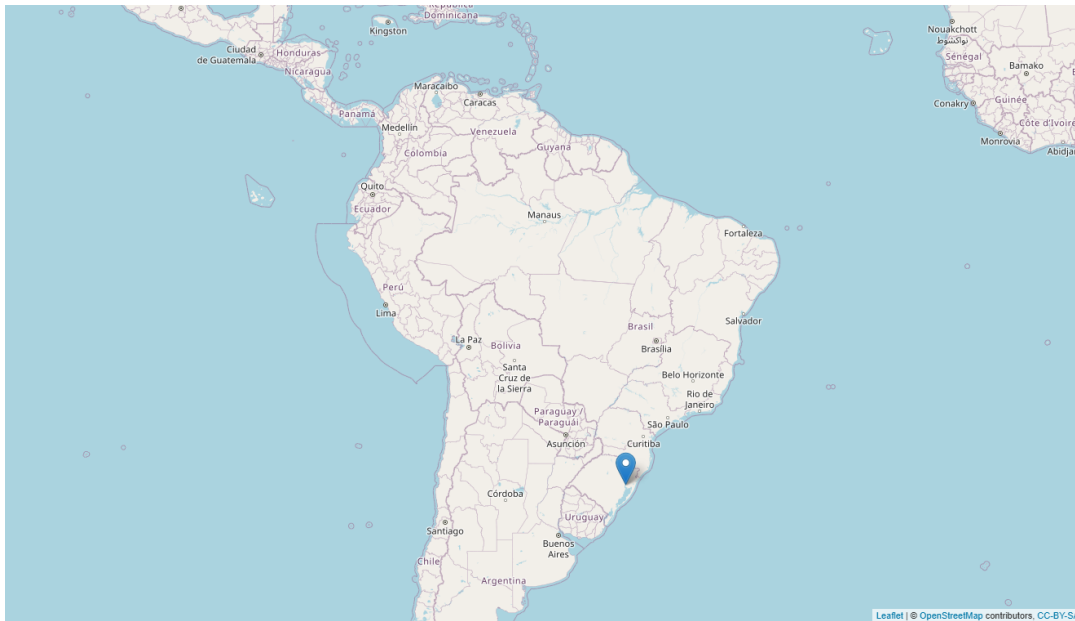 República
Dominicana
Kingston
Ciudad
de Guatemala
Honduras
Nicaragua
Panamá
Maracaibo
Caracas
Medellín
Venezuela
Colombia
Guyana
Quito
Ecuador
Manaus
Fortaleza
Perú
Lima
La Paz
Bolivia
Santa
Cruz de
la Sierra
Brasil
Brasília
Salvador
Belo Horizonte
Rio de
Janeiro
São Paulo
Paraguay /
Paraguái
Asunción
Curitiba
Córdoba
Uruguay
Santiago
Buenos
Aires
Chile
Argentina
Nouakchott
نواكشوط
Sénégal
Bamako
Conakry
Guinée
Côte d'Ivoire
Monrovia
Abidja
Leaflet | © OpenStreetMap contributors, CC-BY-SA